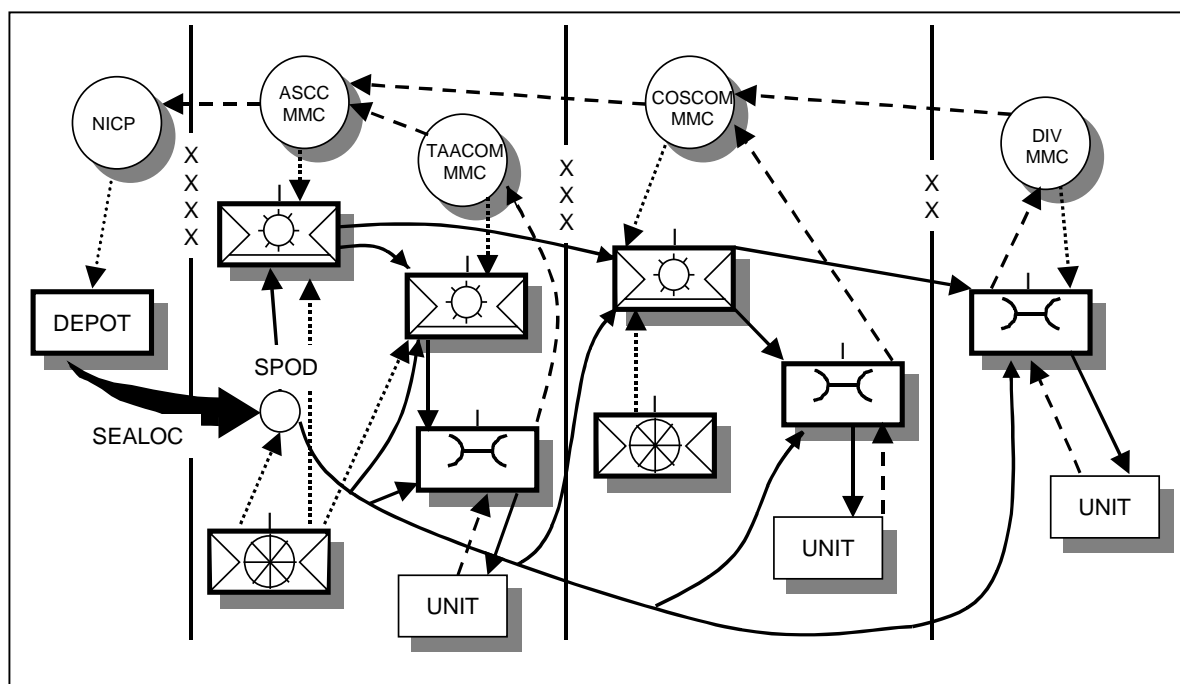 NICP
ASCC
MMC
TAACOM
MMC
COSCOM
MMC
DIV
MMC
X
X
X
X
X
X
X
X
X
DEPOT
SPOD
SEALOC
UNIT
UNIT
UNIT